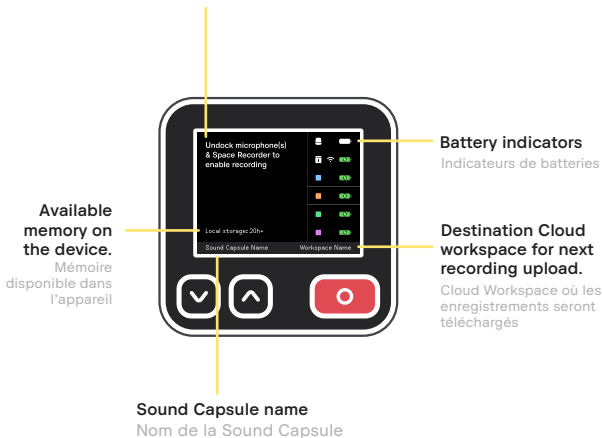 Undock microphone(s)
& Space Recorder to
enable recording
Local storage: 20h+
Sound Capsule Name
Workspace Name
Battery indicators
Indicateurs de batteries
Available
memory on
the device.
Mémoire
disponible dans
l'appareil
Destination Cloud
workspace for next
recording upload.
Cloud Workspace où les
enregistrements seront
téléchargés
Sound Capsule name
Nom de la Sound Capsule